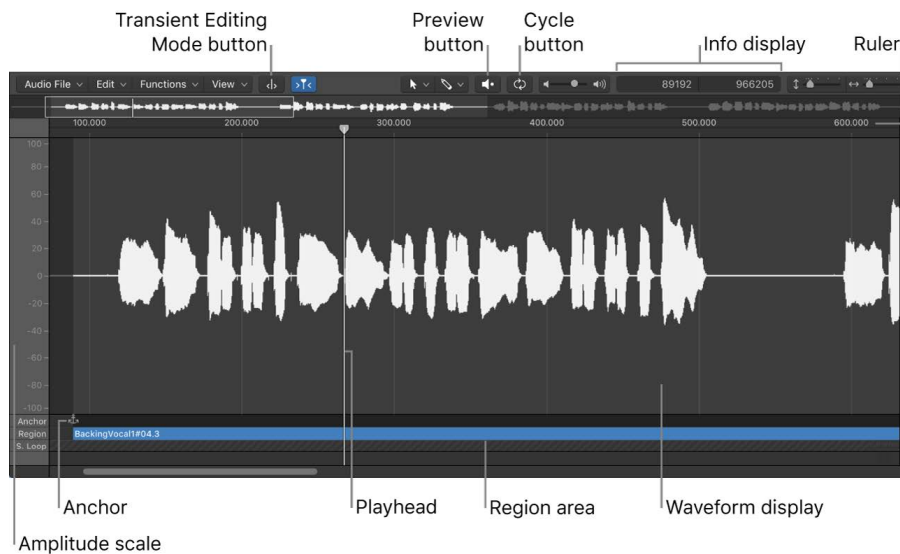 Transient Editing
Mode button
Preview
button
Cycle
button
Info display
Ruler
Audio File
Edit
Functions
View
89192
966205
100.000
200.000
300.000
400.000
500.000
600.000
100
80
60
40
20
0
-20
-40
-60
-80
-100
Anchor
Region
BackingVocal1#04.3
S. Loop
Anchor
Playhead
Region area
Waveform display
Amplitude scale